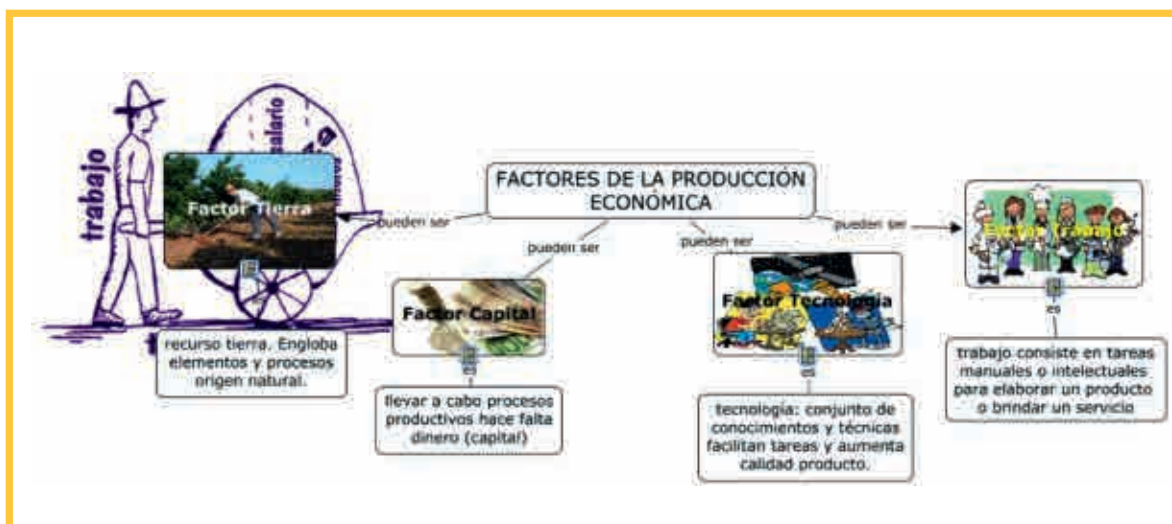 FACTORES DE LA PRODUCCIÓN
ECONÓMICA
trabajo
salario
Factor Tierra
pueden ser
pueden ser
pueden ser
pueden ser
Factor Capital
Factor Tecnología
Factor Trabajo
recurso tierra. Engloba
elementos y procesos
origen natural.
es
llevar a cabo procesos
productivos hace falta
dinero (capital)
es
tecnología: conjunto de
conocimientos y técnicas
facilitan tareas y aumenta
calidad producto.
es
trabajo consiste en tareas
manuales o intelectuales
para elaborar un producto
o brindar un servicio